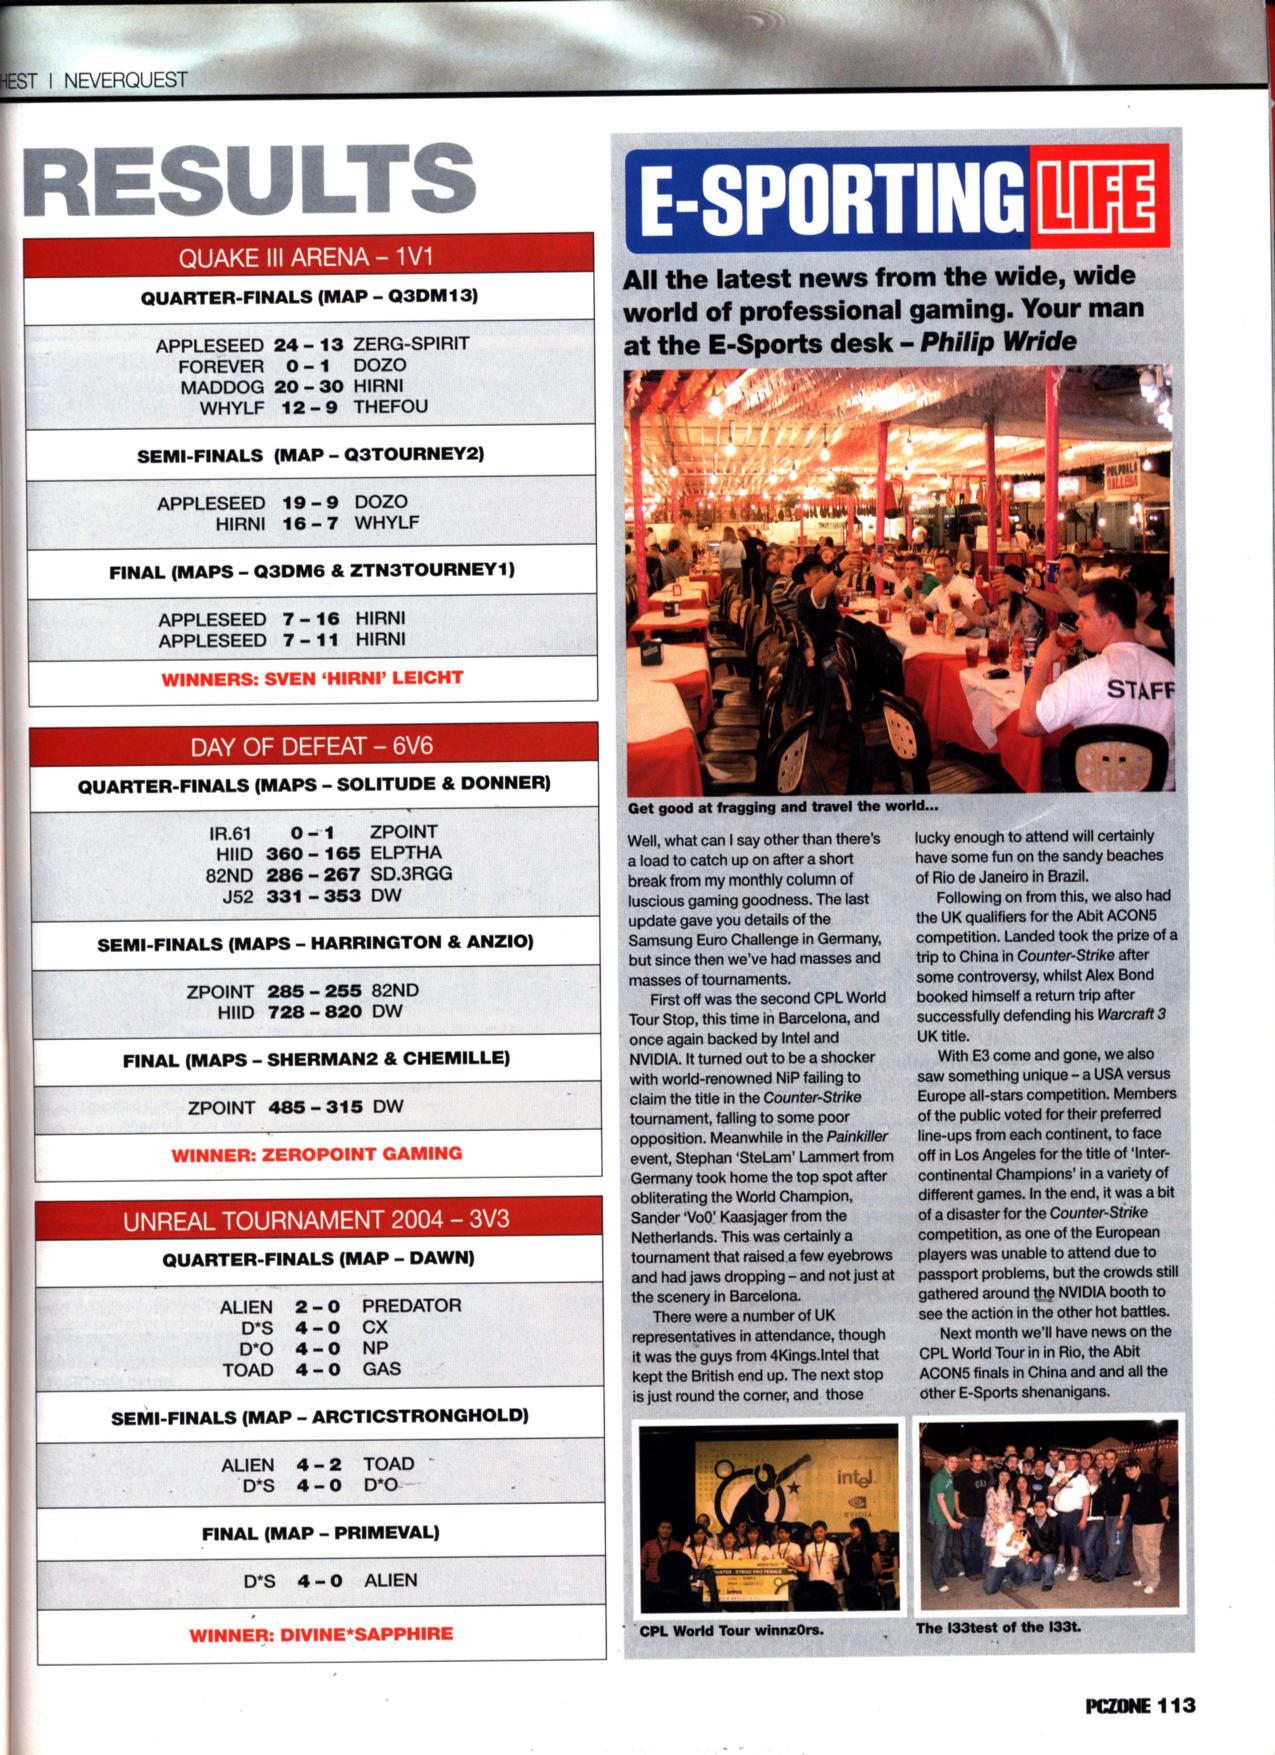 HEST | NEVERQUEST
RESULTS
QUAKE III ARENA – 1V1
QUARTER-FINALS (MAP – Q3DM13)
APPLESEED 24 – 13 ZERG-SPIRIT
FOREVER 0 – 1 DOZO
MADDOG 20 – 30 HIRNI
WHYLF 12 – 9 THEFOU
SEMI-FINALS (MAP – Q3TOURNEY2)
APPLESEED 19 – 9 DOZO
HIRNI 16 – 7 WHYLF
FINAL (MAPS – Q3DM6 & ZTN3TOURNEY1)
APPLESEED 7 – 16 HIRNI
APPLESEED 7 – 11 HIRNI
WINNERS: SVEN ‘HIRNI’ LEICHT
DAY OF DEFEAT – 6V6
QUARTER-FINALS (MAPS – SOLITUDE & DONNER)
IR.61 0 – 1 ZPOINT
HIID 360 – 165 ELPTHA
82ND 286 – 267 SD.3RGG
J52 331 – 353 DW
SEMI-FINALS (MAPS – HARRINGTON & ANZIO)
ZPOINT 285 – 255 82ND
HIID 728 – 820 DW
FINAL (MAPS – SHERMAN2 & CHEMILLE)
ZPOINT 485 – 315 DW
WINNER: ZEROPOINT GAMING
UNREAL TOURNAMENT 2004 – 3V3
QUARTER-FINALS (MAP – DAWN)
ALIEN 2 – 0 PREDATOR
D*S 4 – 0 CX
D*O 4 – 0 NP
TOAD 4 – 0 GAS
SEMI-FINALS (MAP – ARCTICSTRONGHOLD)
ALIEN 4 – 2 TOAD
D*S 4 – 0 D*O
FINAL (MAP – PRIMEVAL)
D*S 4 – 0 ALIEN
WINNER: DIVINE*SAPPHIRE
E-SPORTING LIFE
All the latest news from the wide, wide
world of professional gaming. Your man
at the E-Sports desk – Philip Wride
STAFF
Get good at fragging and travel the world...
Well, what can I say other than there's
a load to catch up on after a short
break from my monthly column of
luscious gaming goodness. The last
update gave you details of the
Samsung Euro Challenge in Germany,
but since then we've had masses and
masses of tournaments.
First off was the second CPL World
Tour Stop, this time in Barcelona, and
once again backed by Intel and
NVIDIA. It turned out to be a shocker
with world-renowned NiP failing to
claim the title in the Counter-Strike
tournament, falling to some poor
opposition. Meanwhile in the Painkiller
event, Stephan ‘SteLam’ Lammert from
Germany took home the top spot after
obliterating the World Champion,
Sander ‘Vo0’ Kaasjager from the
Netherlands. This was certainly a
tournament that raised a few eyebrows
and had jaws dropping – and not just at
the scenery in Barcelona.
There were a number of UK
representatives in attendance, though
it was the guys from 4Kings.Intel that
kept the British end up. The next stop
is just round the corner, and those
lucky enough to attend will certainly
have some fun on the sandy beaches
of Rio de Janeiro in Brazil.
Following on from this, we also had
the UK qualifiers for the Abit ACON5
competition. Landed took the prize of a
trip to China in Counter-Strike after
some controversy, whilst Alex Bond
booked himself a return trip after
successfully defending his Warcraft 3
UK title.
With E3 come and gone, we also
saw something unique – a USA versus
Europe all-stars competition. Members
of the public voted for their preferred
line-ups from each continent, to face
off in Los Angeles for the title of ‘Inter-
continental Champions’ in a variety of
different games. In the end, it was a bit
of a disaster for the Counter-Strike
competition, as one of the European
players was unable to attend due to
passport problems, but the crowds still
gathered around the NVIDIA booth to
see the action in the other hot battles.
Next month we'll have news on the
CPL World Tour in in Rio, the Abit
ACON5 finals in China and and all the
other E-Sports shenanigans.
intel
NVIDIA
CPL World Tour winnz0rs.
The l33test of the l33t.
PCZONE 113